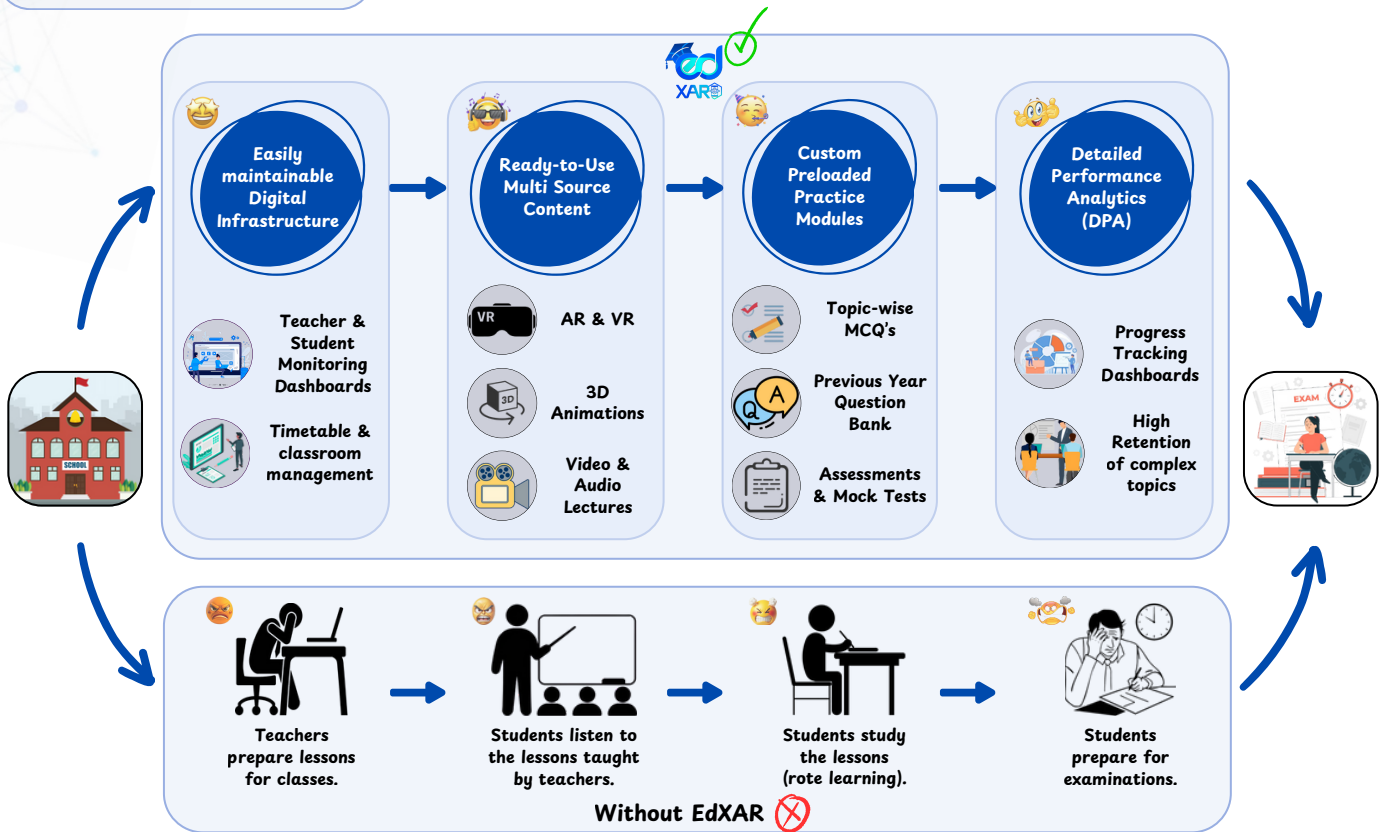 ed
XAR
Easily
maintainable
Digital
Infrastructure
Teacher &
Student
Monitoring
Dashboards
Timetable &
classroom
management
Ready-to-Use
Multi Source
Content
VR
AR & VR
3D
3D
Animations
Video &
Audio
Lectures
Custom
Preloaded
Practice
Modules
Topic-wise
MCQ's
Q A
Previous Year
Question
Bank
Assessments
& Mock Tests
Detailed
Performance
Analytics
(DPA)
Progress
Tracking
Dashboards
High
Retention
of complex
topics
SCHOOL
EXAM
Teachers
prepare lessons
for classes.
Students listen to
the lessons taught
by teachers.
Students study
the lessons
(rote learning).
Students
prepare for
examinations.
Without EdXAR